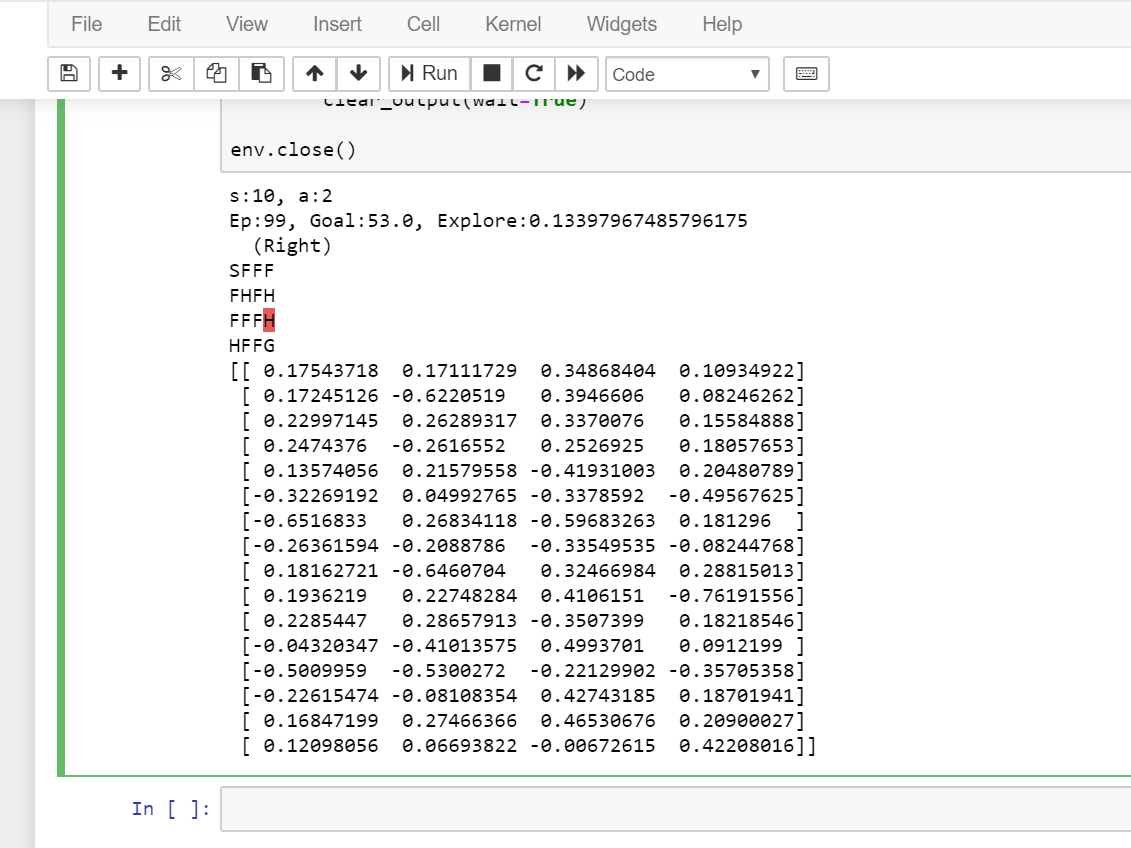 File Edit View Insert Cell Kernel Widgets Help
Run Code
clear_output(wait=True)
env.close()
s:10, a:2
Ep:99, Goal:53.0, Explore:0.13397967485796175
(Right)
SFFF
FHFH
FFFH
HFFG
[[ 0.17543718 0.17111729 0.34868404 0.10934922]
[ 0.17245126 -0.6220519 0.3946606 0.08246262]
[ 0.22997145 0.26289317 0.3370076 0.15584888]
[ 0.2474376 -0.2616552 0.2526925 0.18057653]
[ 0.13574056 0.21579558 -0.41931003 0.20480789]
[-0.32269192 0.04992765 -0.3378592 -0.49567625]
[-0.6516833 0.26834118 -0.59683263 0.181296 ]
[-0.26361594 -0.2088786 -0.33549535 -0.08244768]
[ 0.18162721 -0.6460704 0.32466984 0.28815013]
[ 0.1936219 0.22748284 0.4106151 -0.76191556]
[ 0.2285447 0.28657913 -0.3507399 0.18218546]
[-0.04320347 -0.41013575 0.4993701 0.0912199 ]
[-0.5009959 -0.5300272 -0.22129902 -0.35705358]
[-0.22615474 -0.08108354 0.42743185 0.18701941]
[ 0.16847199 0.27466366 0.46530676 0.20900027]
[ 0.12098056 0.06693822 -0.00672615 0.42208016]]
In [ ]: